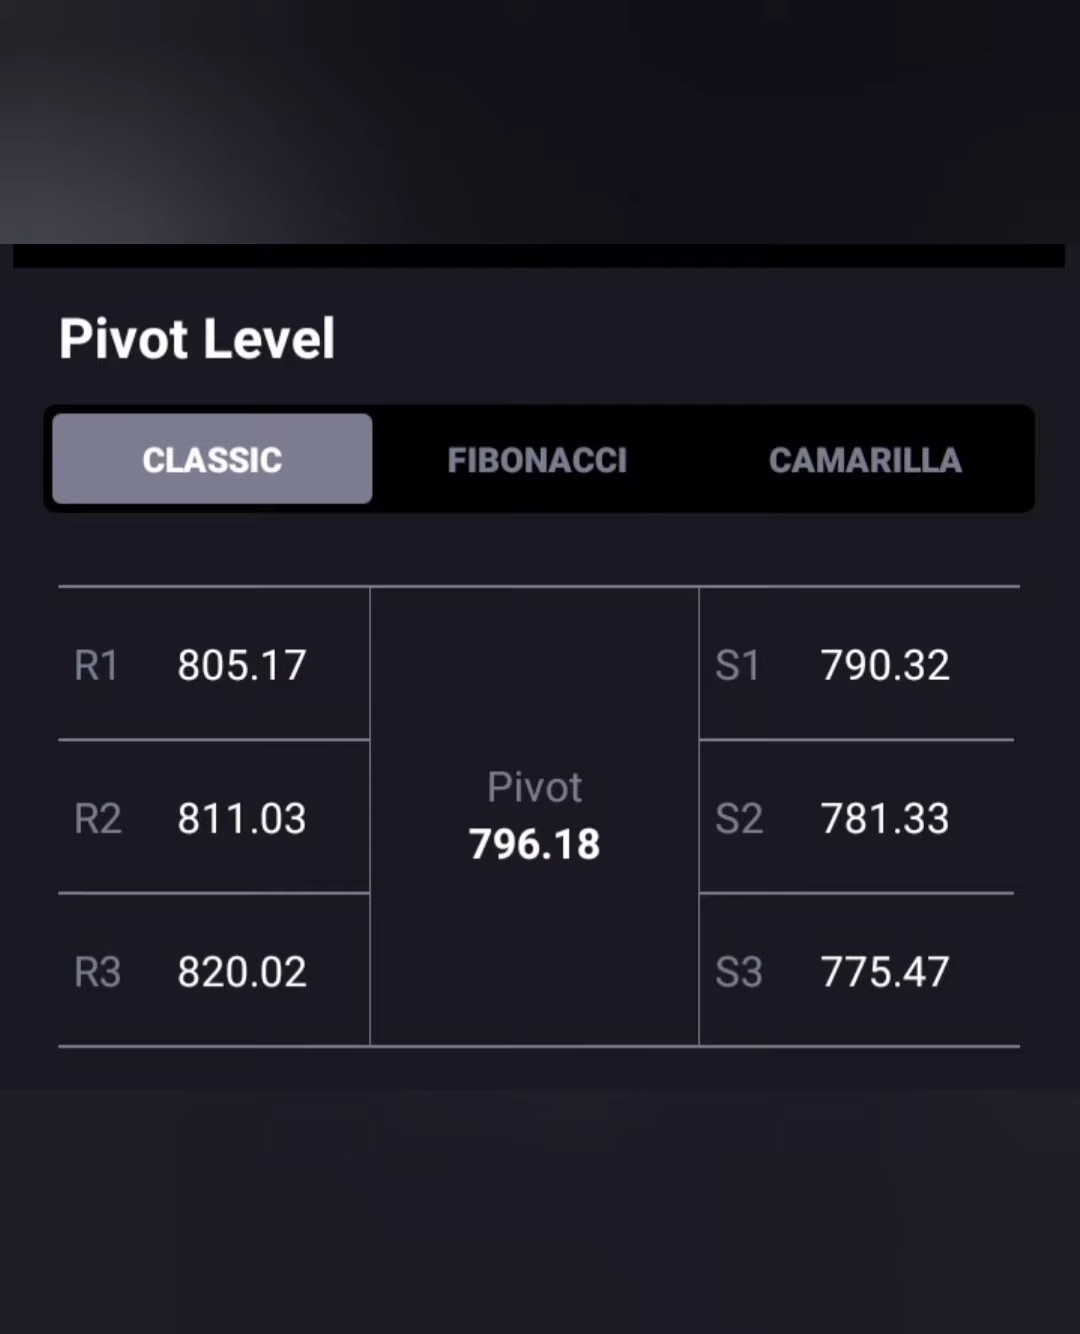 Pivot Level
CLASSIC FIBONACCI CAMARILLA
R1 805.17 S1 790.32
Pivot
R2 811.03 796.18 S2 781.33
R3 820.02 S3 775.47